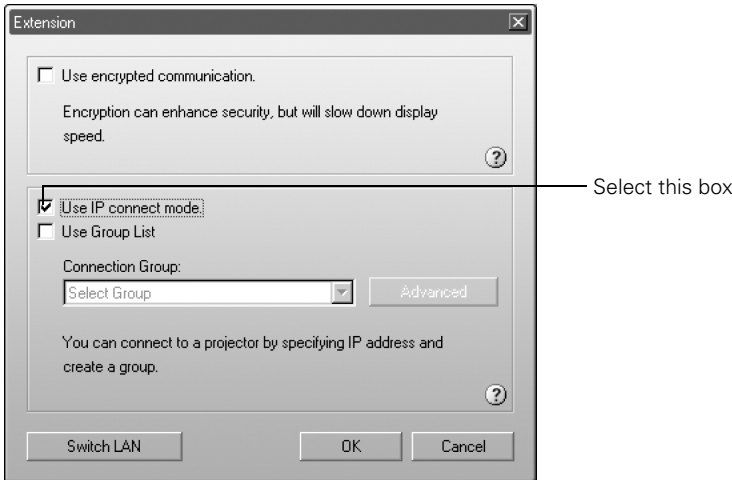 Extension
Use encrypted communication.
Encryption can enhance security, but will slow down display
speed.
?
Select this box
Use IP connect mode.
Use Group List
Connection Group:
Select Group
Advanced
You can connect to a projector by specifying IP address and
create a group.
?
Switch LAN
OK
Cancel